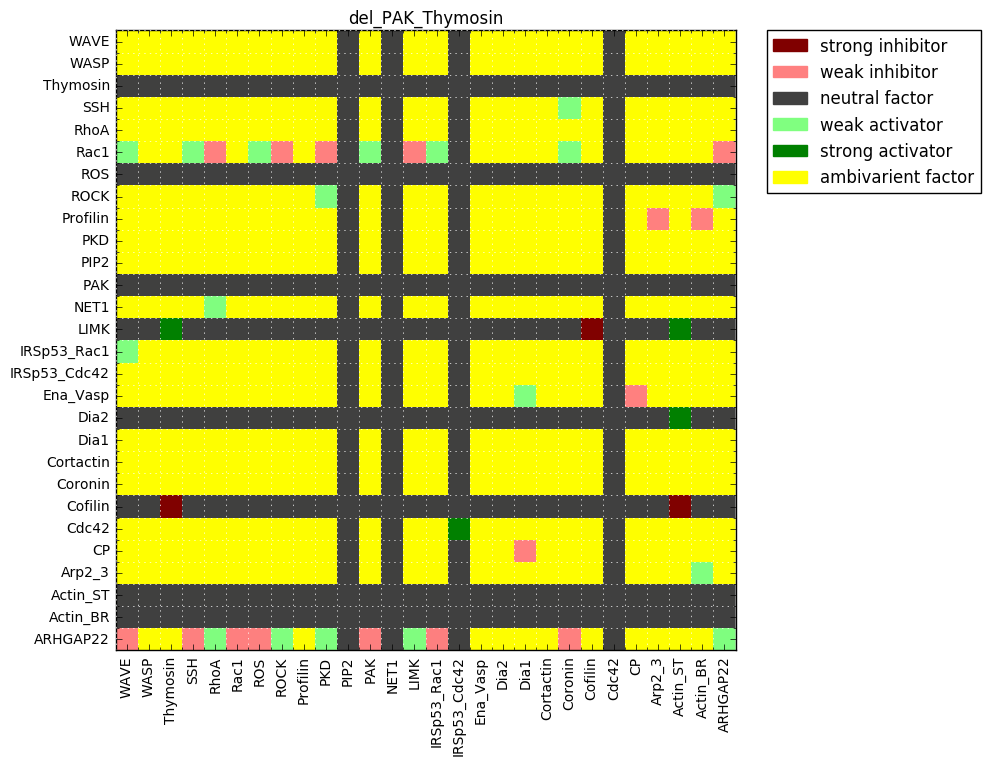 del_PAK_Thymosin
WAVE
WASP
Thymosin
SSH
RhoA
Rac1
ROS
ROCK
Profilin
PKD
PIP2
PAK
NET1
LIMK
IRSp53_Rac1
IRSp53_Cdc42
Ena_Vasp
Dia2
Dia1
Cortactin
Coronin
Cofilin
Cdc42
CP
Arp2_3
Actin_ST
Actin_BR
ARHGAP22
WAVE
WASP
Thymosin
SSH
RhoA
Rac1
ROS
ROCK
Profilin
PKD
PIP2
PAK
NET1
LIMK
IRSp53_Rac1
IRSp53_Cdc42
Ena_Vasp
Dia2
Dia1
Cortactin
Coronin
Cofilin
Cdc42
CP
Arp2_3
Actin_ST
Actin_BR
ARHGAP22
strong inhibitor
weak inhibitor
neutral factor
weak activator
strong activator
ambivarient factor